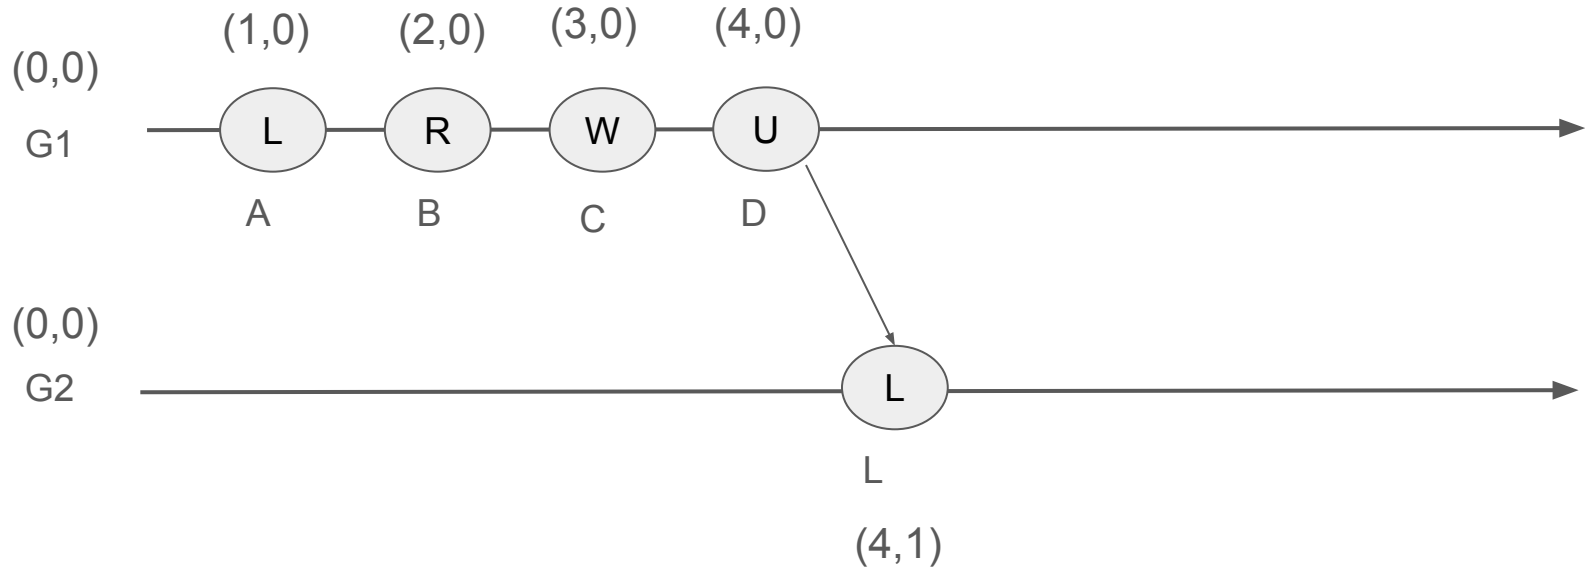 (1,0) (2,0) (3,0) (4,0)
(0,0)
L R W U
G1
A B C D
(0,0)
G2
L
L
(4,1)